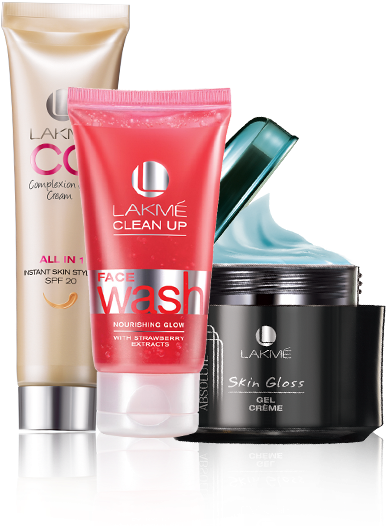 LAKMÉ
CC
Complexion
Cream
ALL IN 1
INSTANT SKIN
SPF 20
LAKMÉ
CLEAN UP
FACE
wash
NOURISHING GLOW
WITH STRAWBERRY
EXTRACTS
ABSOLUTE
LAKMÉ
Skin Gloss
GEL
CRÈME